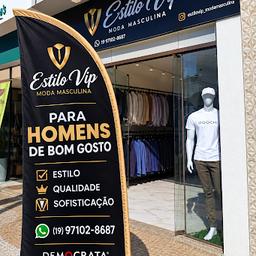 Estilo Vip
MODA MASCULINA
19 97102-8687
estilovip_modamasculina
Estilo Vip
MODA MASCULINA
PARA
HOMENS
DE BOM GOSTO
ESTILO
QUALIDADE
SOFISTICAÇÃO
(19) 97102-8687
DEMOCRATA